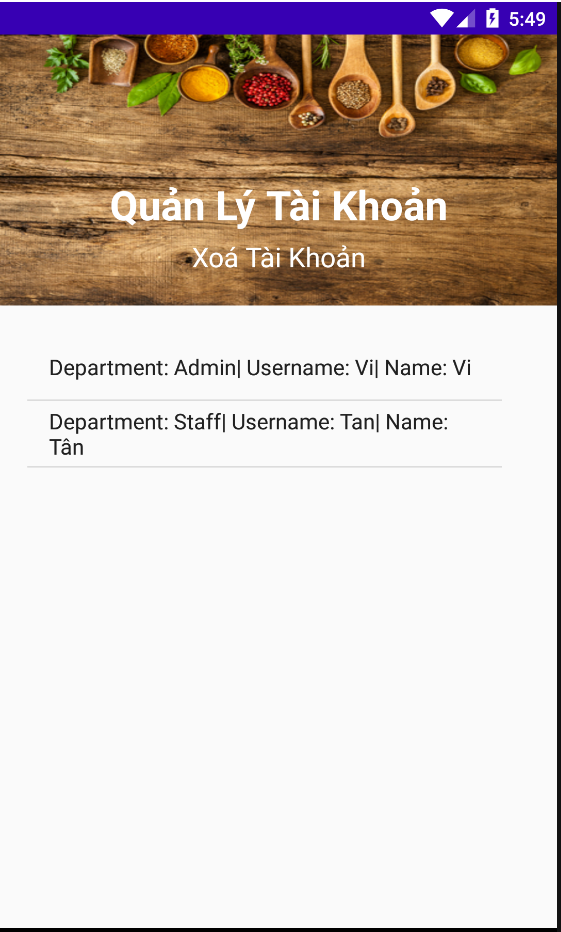 5:49
Quản Lý Tài Khoản
Xoá Tài Khoản
Department: Admin| Username: Vi| Name: Vi
Department: Staff| Username: Tan| Name:
Tân